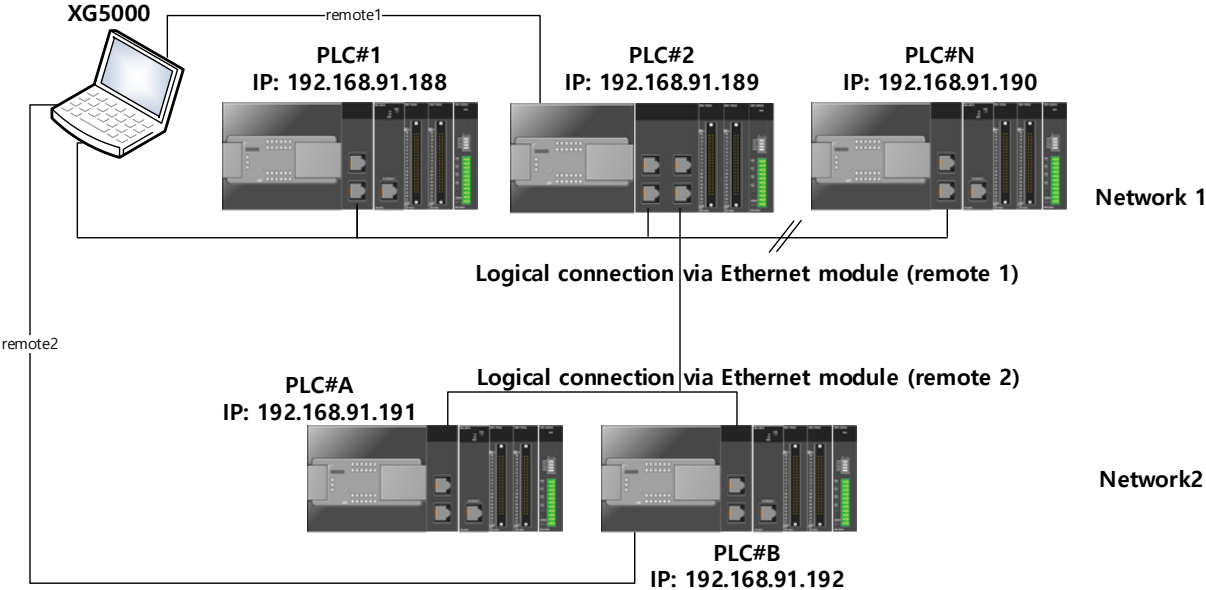 XG5000
remote1
PLC#1
IP: 192.168.91.188
PLC#2
IP: 192.168.91.189
PLC#N
IP: 192.168.91.190
Network 1
Logical connection via Ethernet module (remote 1)
remote2
Logical connection via Ethernet module (remote 2)
PLC#A
IP: 192.168.91.191
Network2
PLC#B
IP: 192.168.91.192